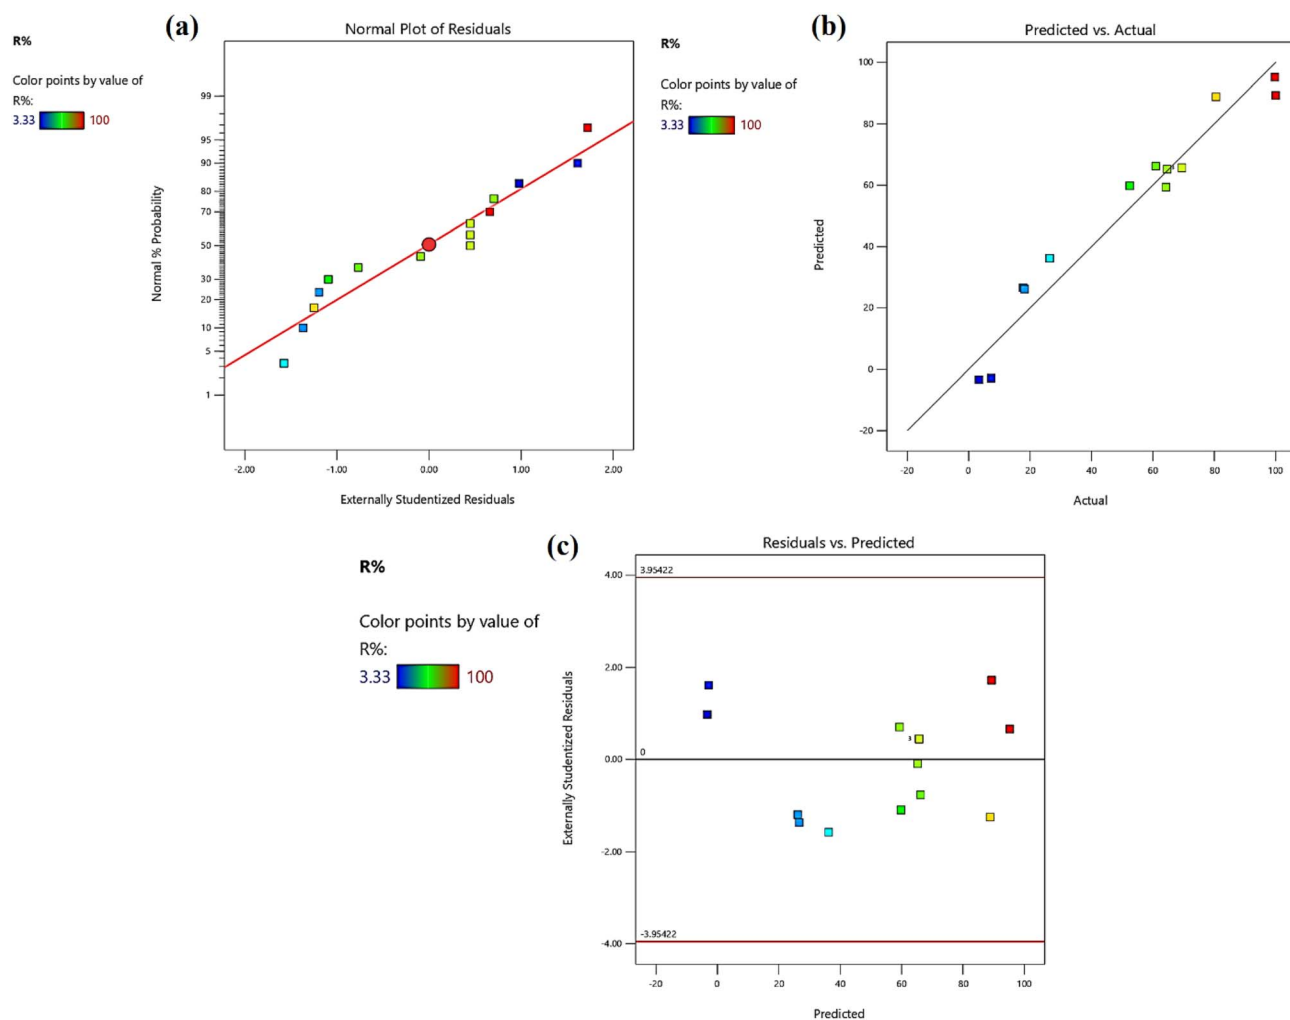 (a)
R%
Color points by value of
R%:
3.33 100
Normal Plot of Residuals
Normal % Probability
99
95
90
80
70
50
30
20
10
5
1
-2.00 -1.00 0.00 1.00 2.00
Externally Studentized Residuals
(b)
R%
Color points by value of
R%:
3.33 100
Predicted vs. Actual
Predicted
100
80
60
40
20
0
-20
3
-20 0 20 40 60 80 100
Actual
(c)
R%
Color points by value of
R%:
3.33 100
Residuals vs. Predicted
Externally Studentized Residuals
4.00
2.00
0.00
-2.00
-4.00
3.95422
0
3
-3.95422
-20 0 20 40 60 80 100
Predicted